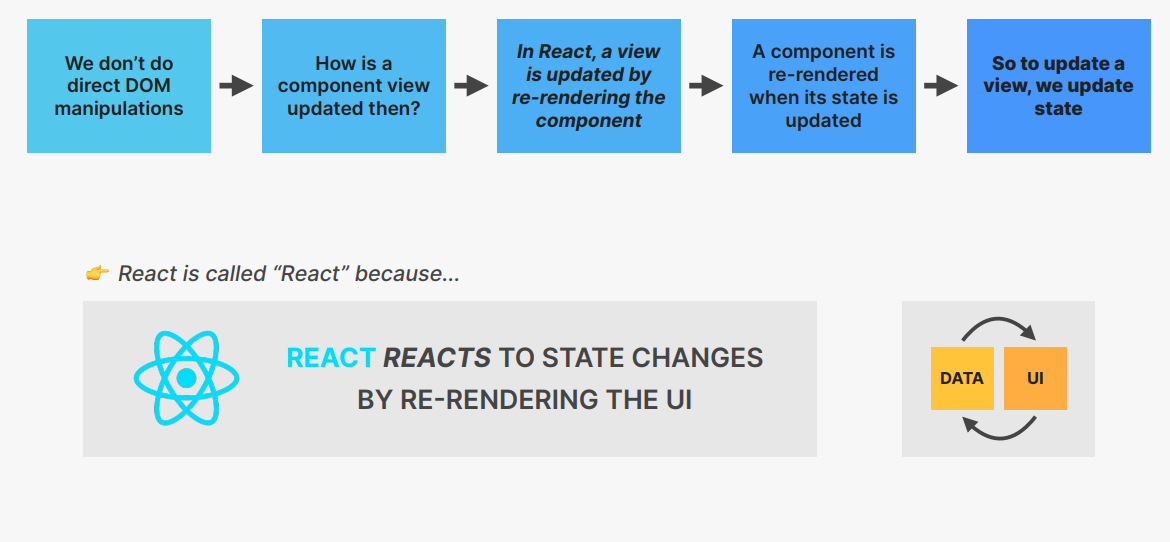 We don’t do
direct DOM
manipulations
How is a
component view
updated then?
In React, a view
is updated by
re-rendering the
component
A component is
re-rendered
when its state is
updated
So to update a
view, we update
state
👉 React is called “React” because…
REACT REACTS TO STATE CHANGES
BY RE-RENDERING THE UI
DATA
UI